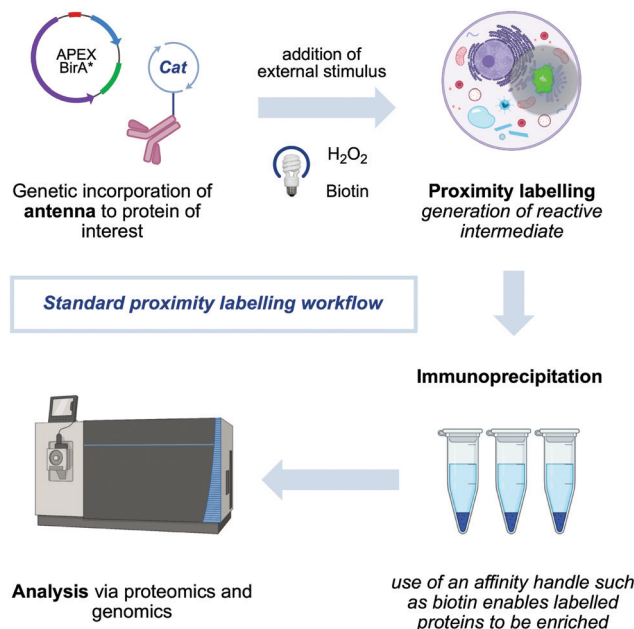 APEX
BirA*
Cat
addition of
external stimulus
H₂O₂
Biotin
Genetic incorporation of
antenna to protein of
interest
Proximity labelling
generation of reactive
intermediate
Standard proximity labelling workflow
Immunoprecipitation
Analysis via proteomics and
genomics
use of an affinity handle such
as biotin enables labelled
proteins to be enriched